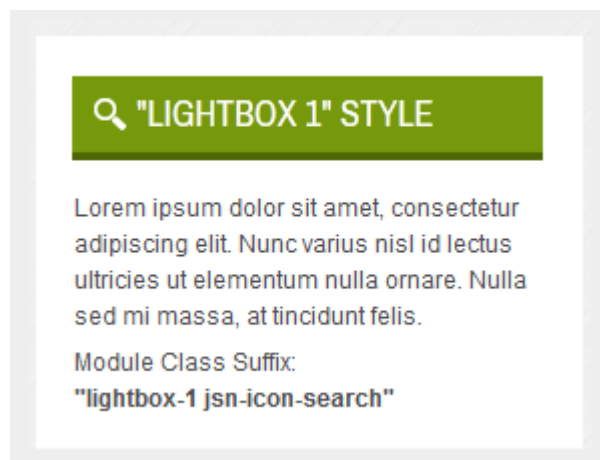 "LIGHTBOX 1" STYLE
Lorem ipsum dolor sit amet, consectetur
adipiscing elit. Nunc varius nisl id lectus
ultricies ut elementum nulla ornare. Nulla
sed mi massa, at tincidunt felis.
Module Class Suffix:
"lightbox-1 jsn-icon-search"